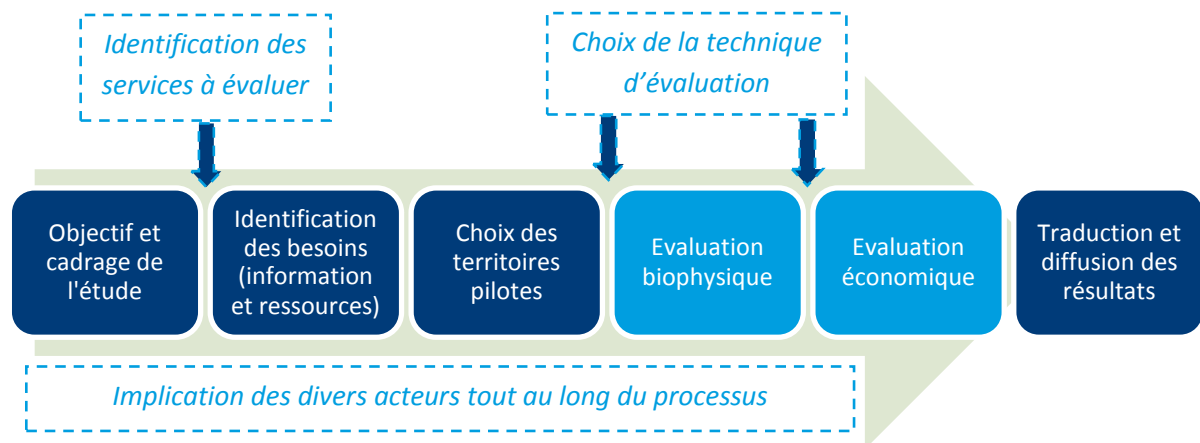 Identification des
services à évaluer
Choix de la technique
d’évaluation
Objectif et
cadrage de
l'étude
Identification
des besoins
(information
et ressources)
Choix des
territoires
pilotes
Evaluation
biophysique
Evaluation
économique
Traduction et
diffusion des
résultats
Implication des divers acteurs tout au long du processus